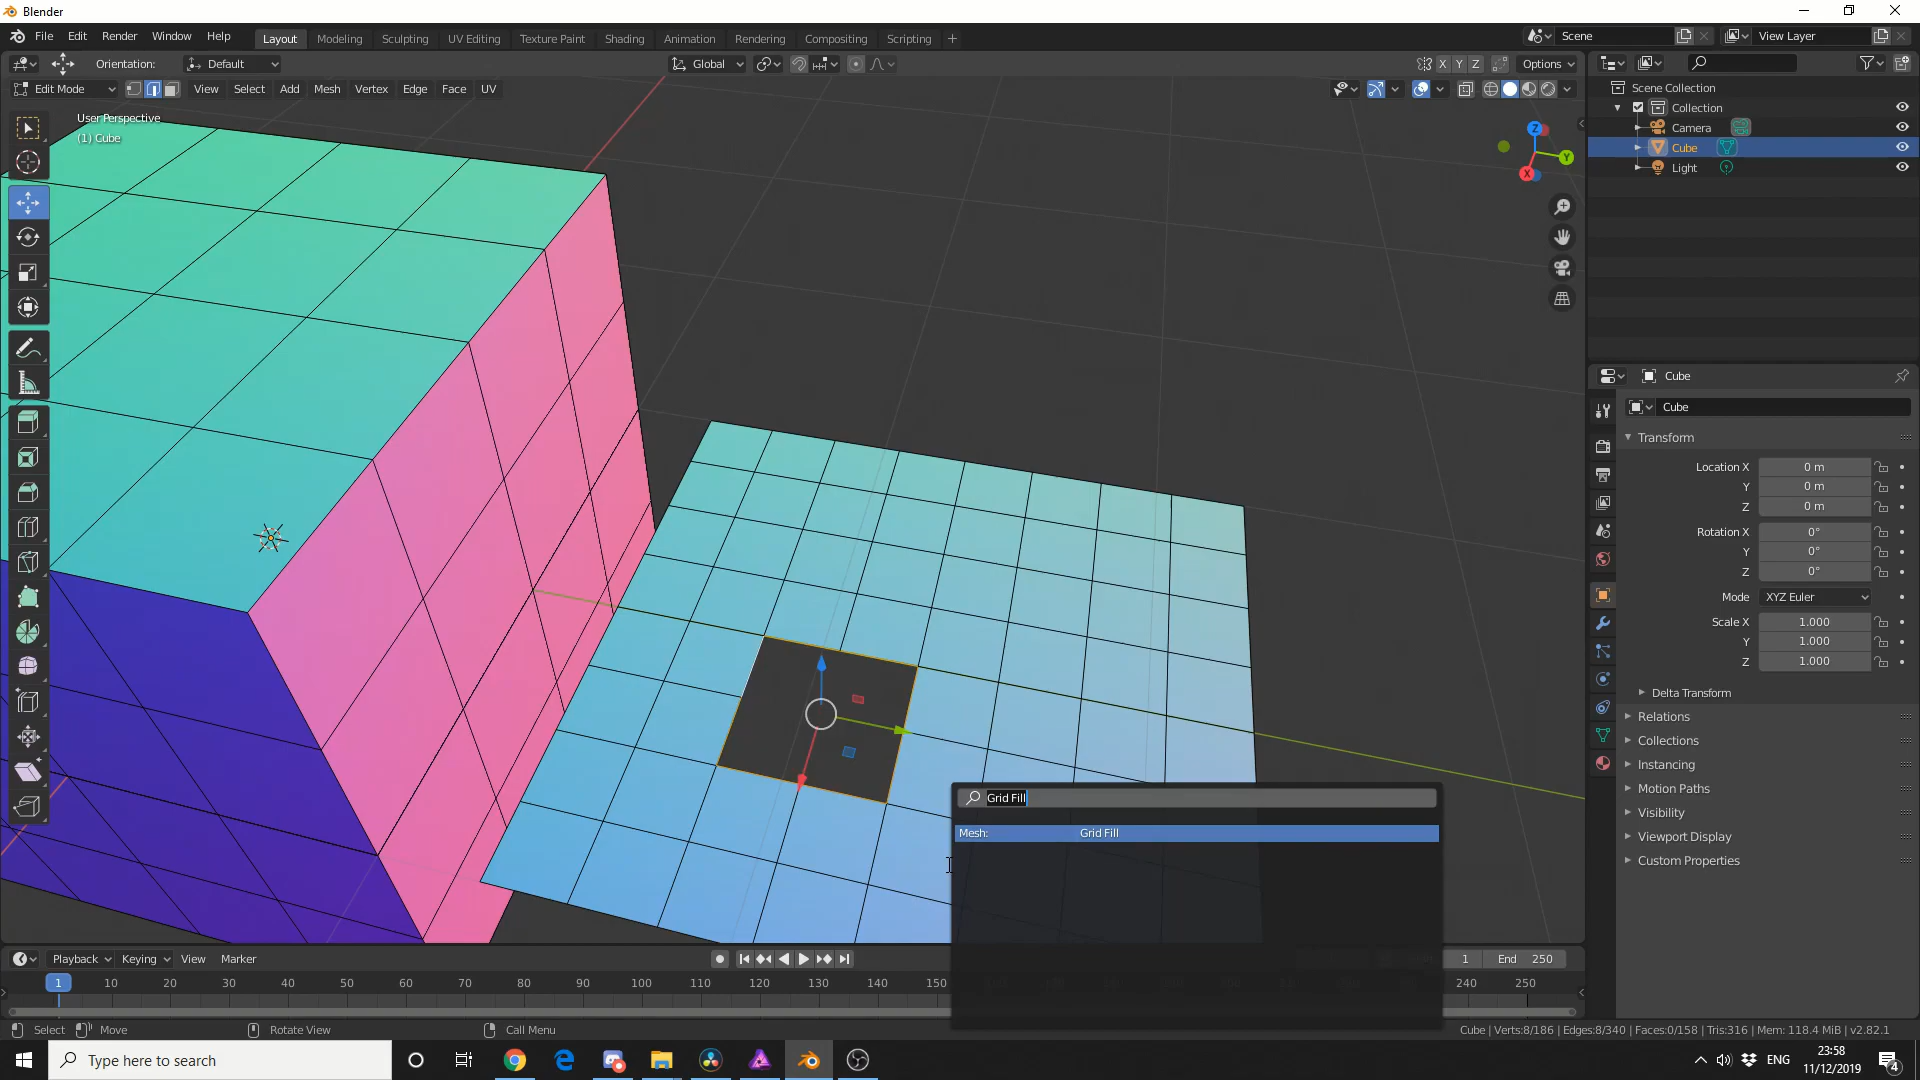 Blender
File Edit Render Window Help Layout Modeling Sculpting UV Editing Texture Paint Shading Animation Rendering Compositing Scripting + Scene View Layer
Orientation: Default Global X Y Z Options
Edit Mode View Select Add Mesh Vertex Edge Face UV
User Perspective
(1) Cube
Z
Y
X
Scene Collection
Collection
Camera
Cube
Light
Cube
Cube
Transform
Location X 0 m
Y 0 m
Z 0 m
Rotation X 0°
Y 0°
Z 0°
Mode XYZ Euler
Scale X 1.000
Y 1.000
Z 1.000
Delta Transform
Relations
Collections
Instancing
Motion Paths
Visibility
Viewport Display
Custom Properties
Grid Fill
Mesh: Grid Fill
Playback Keying View Marker 1 End 250
1 10 20 30 40 50 60 70 80 90 100 110 120 130 140 150 240 250
Select Move Rotate View Call Menu Cube | Verts:8/186 | Edges:8/340 | Faces:0/158 | Tris:316 | Mem: 118.4 MiB | v2.82.1
Type here to search ENG 23:58
11/12/2019
4